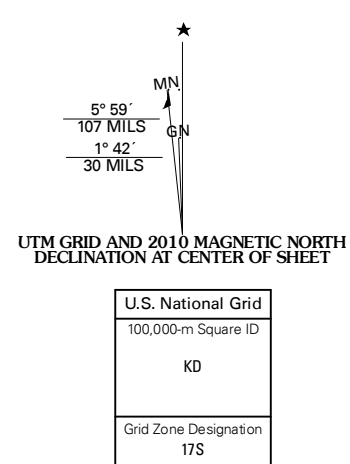 MN.
5° 59´
107 MILS
GN
1° 42´
30 MILS
UTM GRID AND 2010 MAGNETIC NORTH
DECLINATION AT CENTER OF SHEET
U.S. National Grid
100,000-m Square ID
KD
Grid Zone Designation
17S